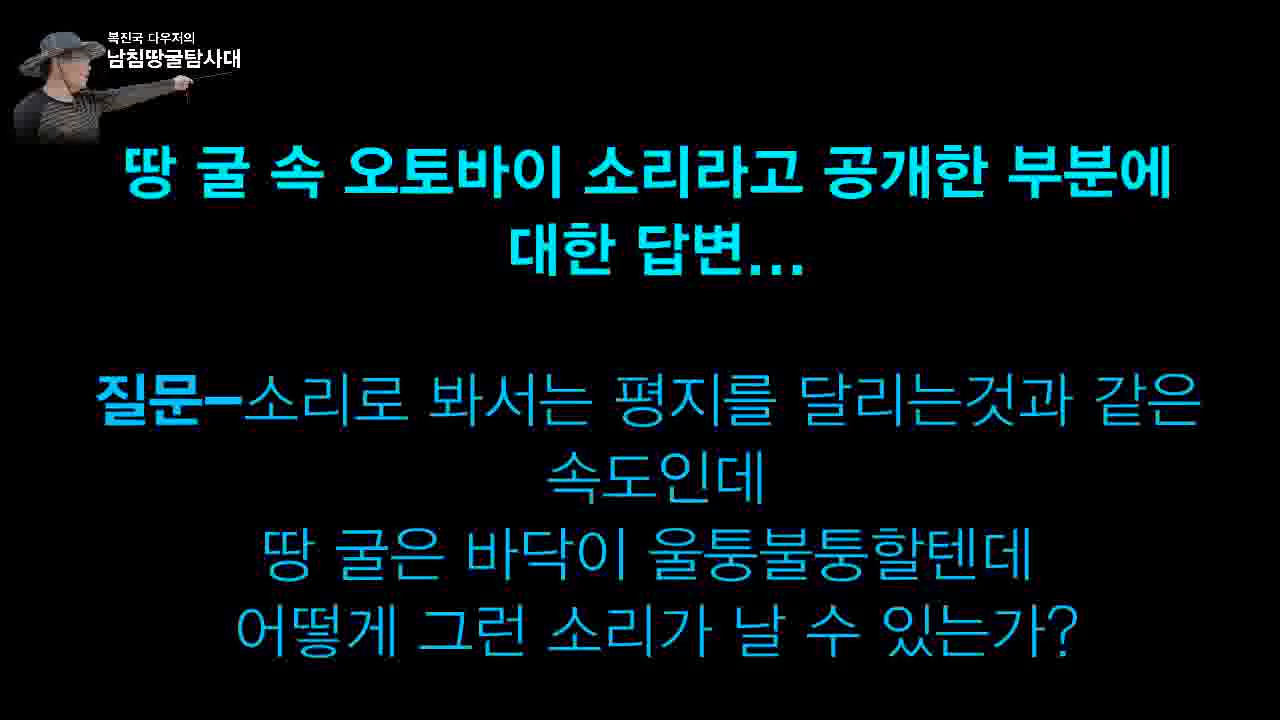 복진국 다우저의
남침땅굴탐사대
땅 굴 속 오토바이 소리라고 공개한 부분에
대한 답변...
질문-소리로 봐서는 평지를 달리는것과 같은
속도인데
땅 굴은 바닥이 울퉁불퉁할텐데
어떻게 그런 소리가 날 수 있는가?